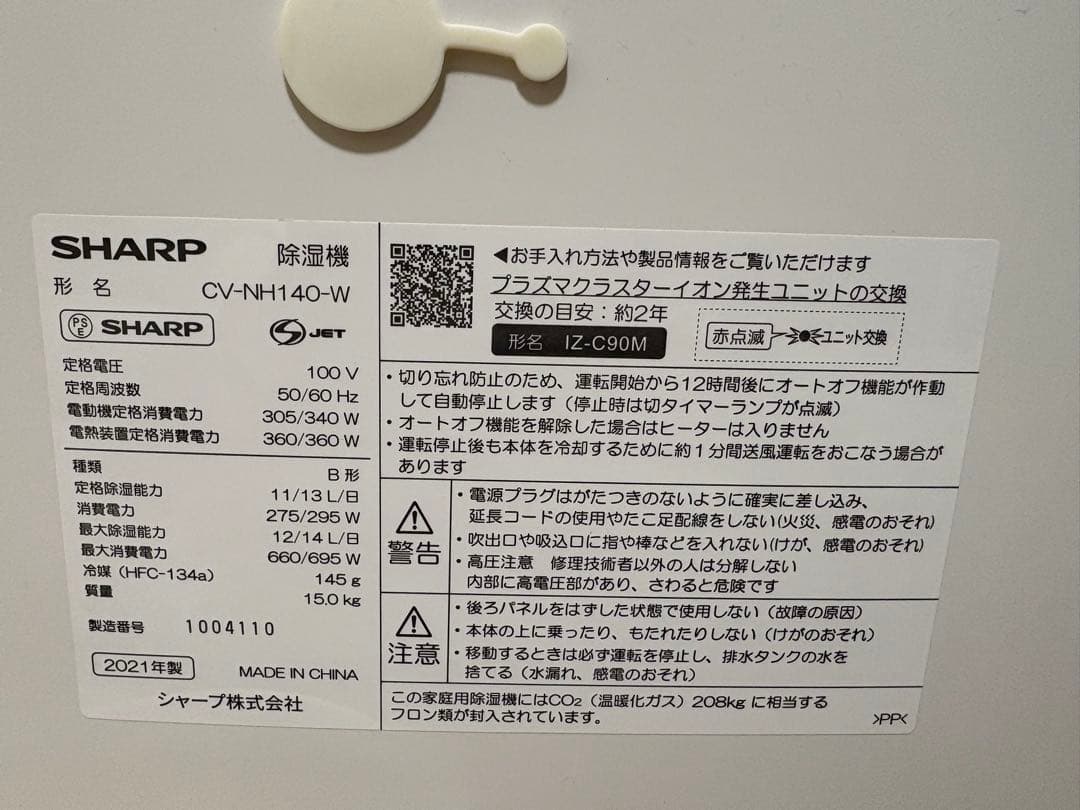 SHARP 除湿機
形 名 CV-NH140-W
PS E SHARP S JET
定格電圧 100 V
定格周波数 50/60 Hz
電動機定格消費電力 305/340 W
電熱装置定格消費電力 360/360 W
種類 B 形
定格除湿能力 11/13 L/日
消費電力 275/295 W
最大除湿能力 12/14 L/日
最大消費電力 660/695 W
冷媒（HFC-134a） 145 g
質量 15.0 kg
製造番号 1004110
2021年製 MADE IN CHINA
シャープ株式会社
◀お手入れ方法や製品情報をご覧いただけます
プラズマクラスターイオン発生ユニットの交換
交換の目安：約2年
形名 IZ-C90M
赤点滅 ユニット交換
・切り忘れ防止のため、運転開始から12時間後にオートオフ機能が作動
して自動停止します（停止時は切タイマーランプが点滅）
・オートオフ機能を解除した場合はヒーターは入りません
・運転停止後も本体を冷却するために約１分間送風運転をおこなう場合が
あります
警告
・電源プラグはがたつきのないように確実に差し込み、
延長コードの使用やたこ足配線をしない(火災、感電のおそれ)
・吹出口や吸込口に指や棒などを入れない(けが、感電のおそれ)
・高圧注意 修理技術者以外の人は分解しない
内部に高電圧部があり、さわると危険です
注意
・後ろパネルをはずした状態で使用しない（故障の原因）
・本体の上に乗ったり、もたれたりしない（けがのおそれ）
・移動するときは必ず運転を停止し、排水タンクの水を
捨てる（水漏れ、感電のおそれ）
この家庭用除湿機にはCO₂（温暖化ガス）208kg に相当する
フロン類が封入されています。
>PP<